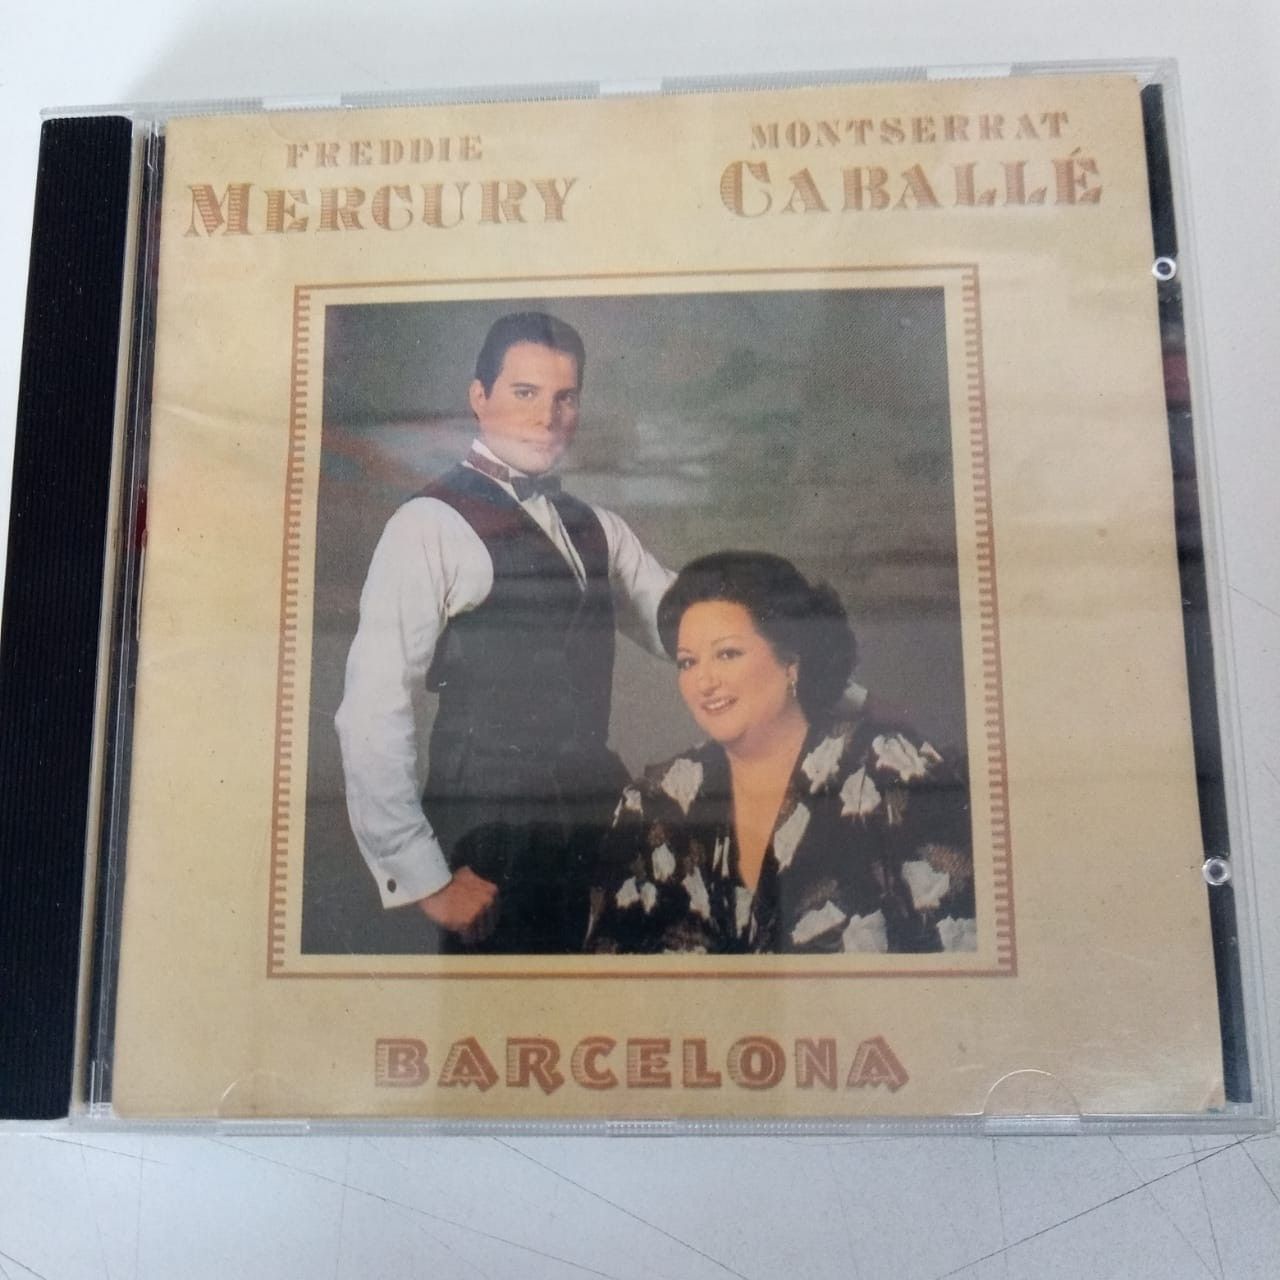 FREDDIE
MERCURY
MONTSERRAT
CABALLÉ
BARCELONA